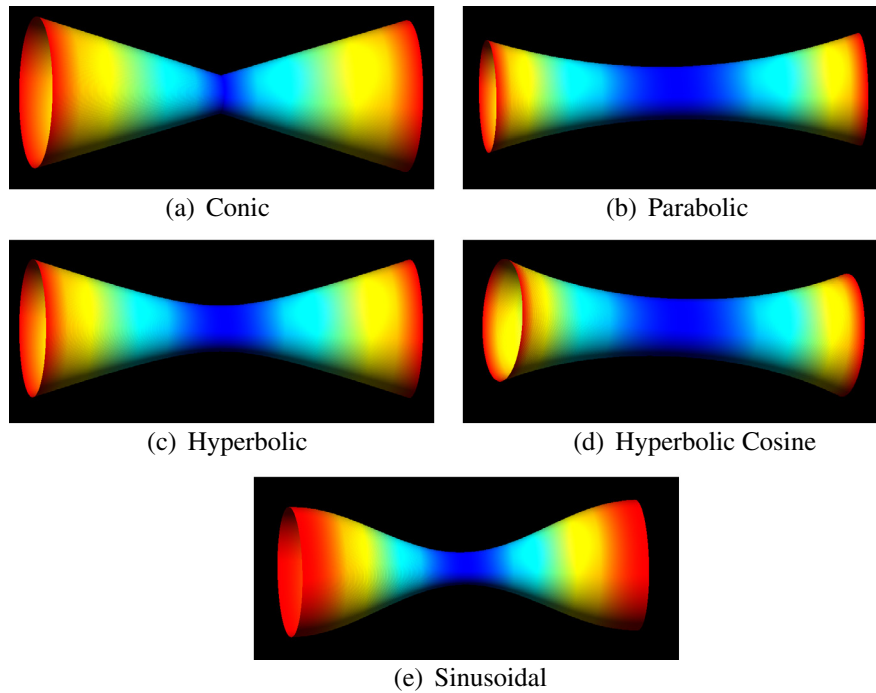 (a) Conic
(b) Parabolic
(c) Hyperbolic
(d) Hyperbolic Cosine
(e) Sinusoidal